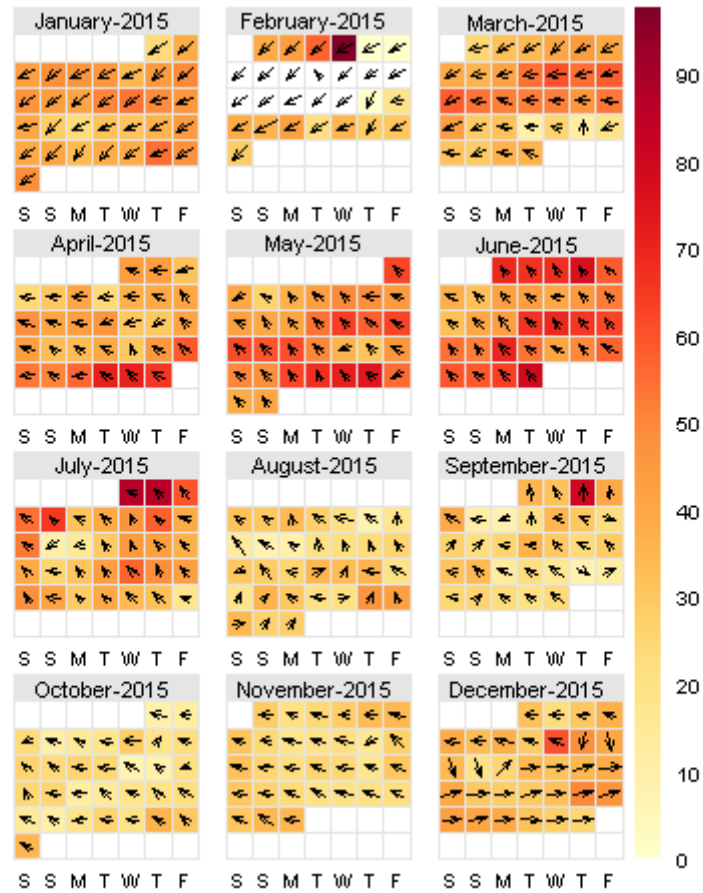 January-2015 February-2015 March-2015
90
S S M T W T F S S M T W T F S S M T W T F
80
April-2015 May-2015 June-2015
70
60
50
S S M T W T F S S M T W T F S S M T W T F
July-2015 August-2015 September-2015
40
30
S S M T W T F S S M T W T F S S M T W T F
20
October-2015 November-2015 December-2015
10
0
S S M T W T F S S M T W T F S S M T W T F